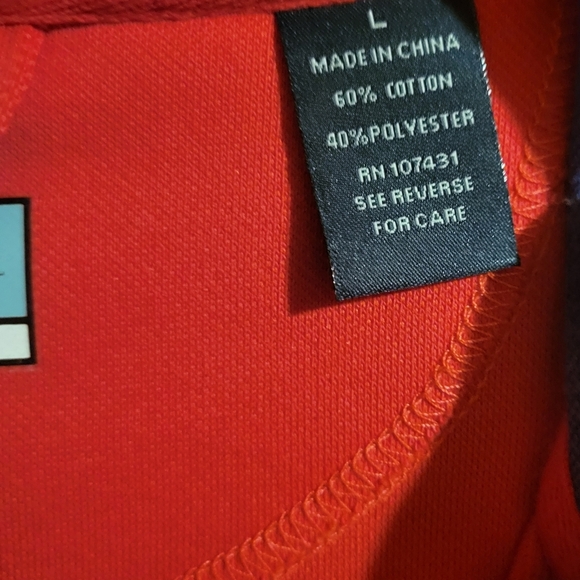 L
MADE IN CHINA
60% COTTON
40%POLYESTER
RN 107431
SEE REVERSE
FOR CARE